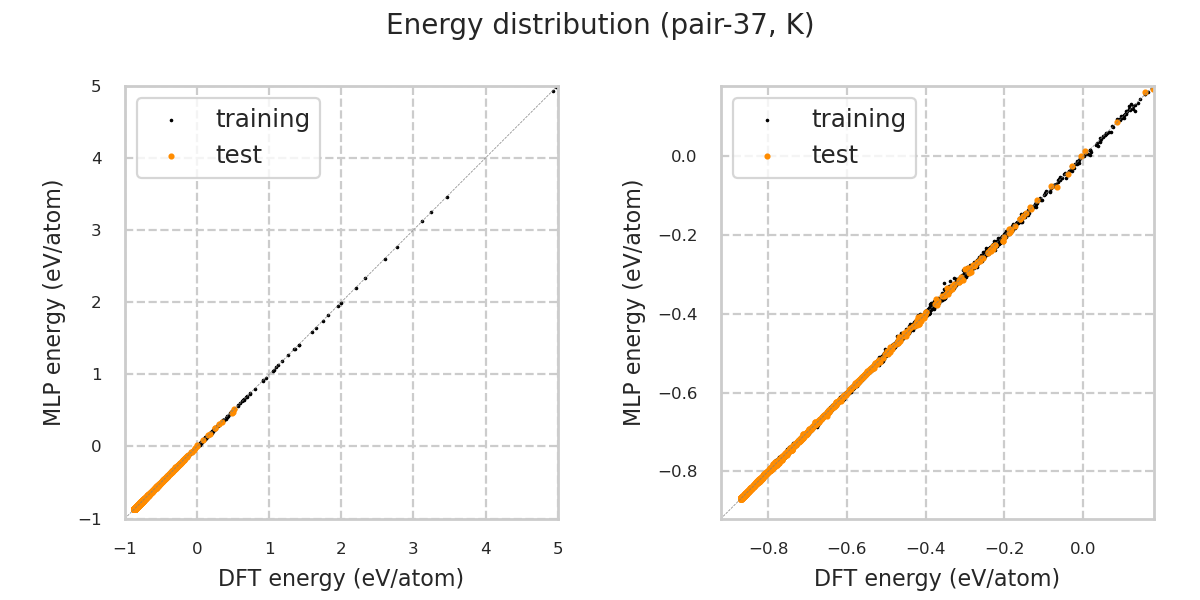 Energy distribution (pair-37, K)
5
4
3
2
1
0
−1
MLP energy (eV/atom)
training
test
−1
0
1
2
3
4
5
DFT energy (eV/atom)
0.0
−0.2
−0.4
−0.6
−0.8
MLP energy (eV/atom)
training
test
−0.8
−0.6
−0.4
−0.2
0.0
DFT energy (eV/atom)